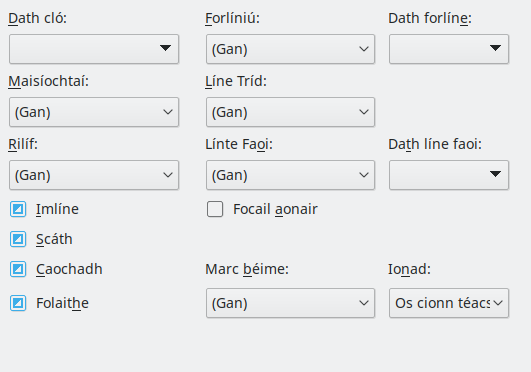 Dath cló: Forlíniú: Dath forlíne:
(Gan)
Maisíochtaí: Líne Tríd:
(Gan) (Gan)
Rilíf: Línte Faoi: Dath líne faoi:
(Gan) (Gan)
Imlíne Focail aonair
Scáth
Caochadh Marc béime: Ionad:
Folaithe (Gan) Os cionn téacs